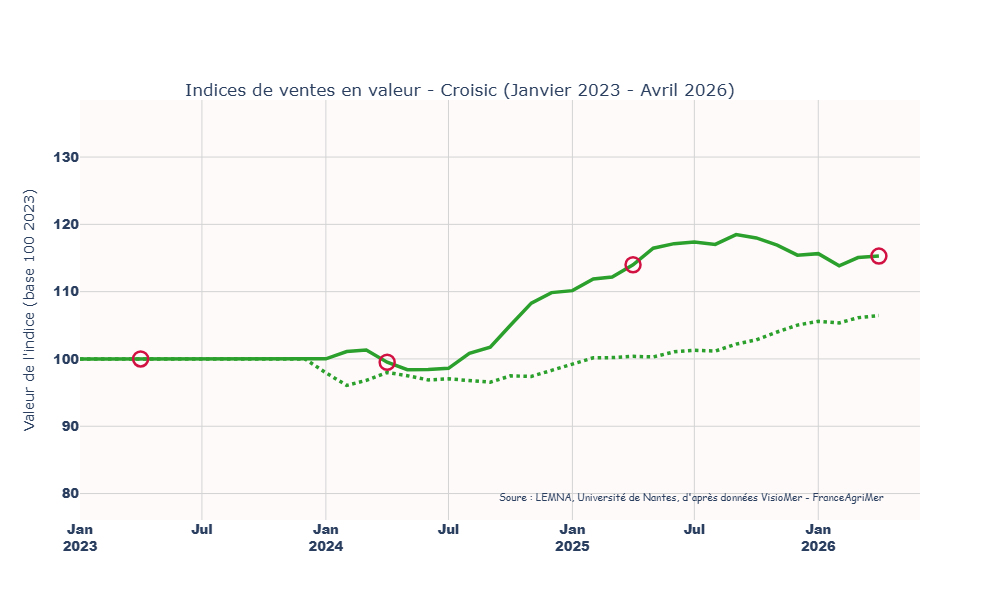 Indices de ventes en valeur - Croisic (Janvier 2023 - Avril 2026)
Valeur de l'indice (base 100 2023)
130
120
110
100
90
80
Soure : LEMNA, Université de Nantes, d'après données VisioMer - FranceAgriMer
Jan Jul Jan Jul Jan Jul Jan
2023 2024 2025 2026